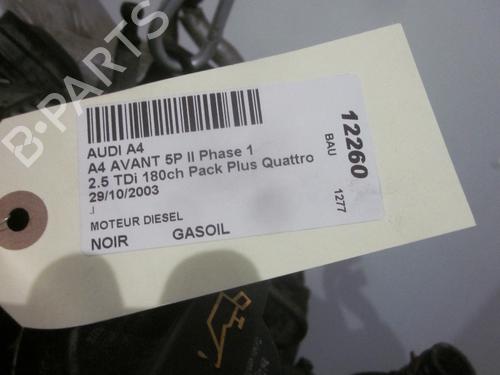 B-PARTS
AUDI A4
A4 AVANT 5P II Phase 1
2.5 TDi 180ch Pack Plus Quattro
29/10/2003
.I
MOTEUR DIESEL
NOIR GASOIL
12260
BAU
1277